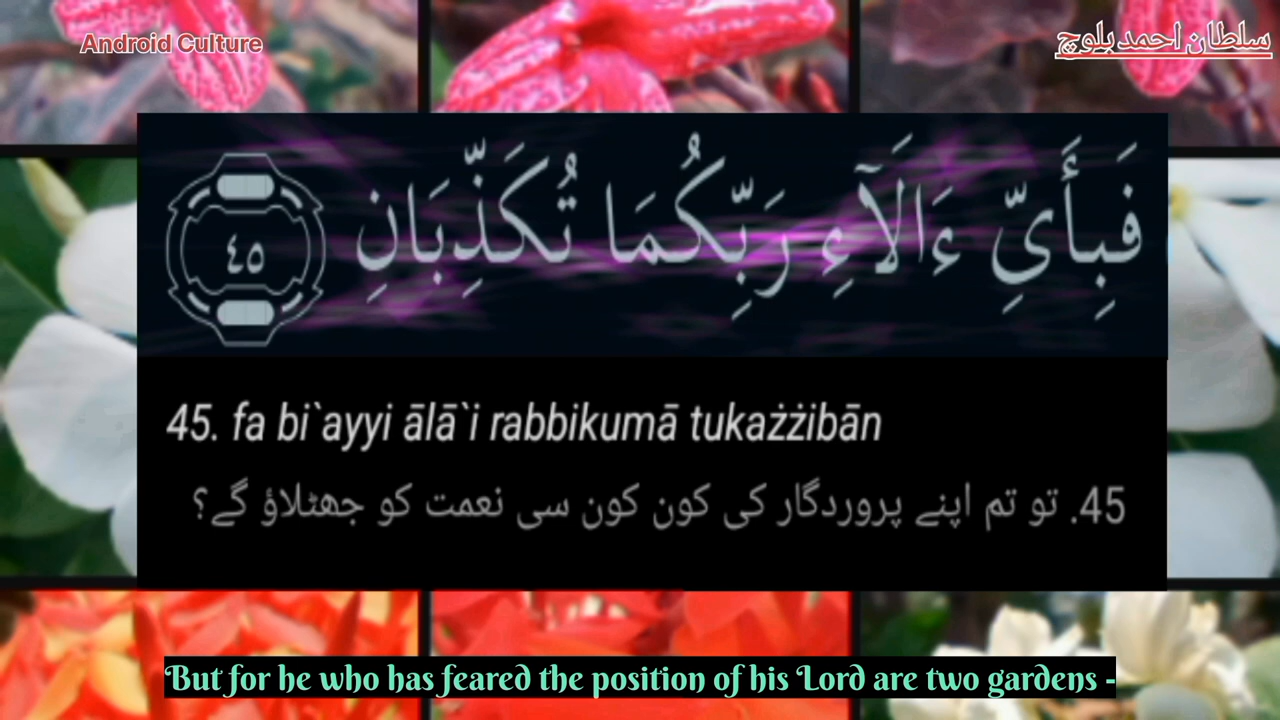 Android Culture
سلطان احمد بلوچ
فَبِأَىِّ ءَالَآءِ رَبِّكُمَا تُكَذِّبَانِ ٤٥
45. fa bi`ayyi ālā`i rabbikumā tukażżibān
45. تو تم اپنے پروردگار کی کون کون سی نعمت کو جھٹلاؤ گے؟
But for he who has feared the position of his Lord are two gardens -